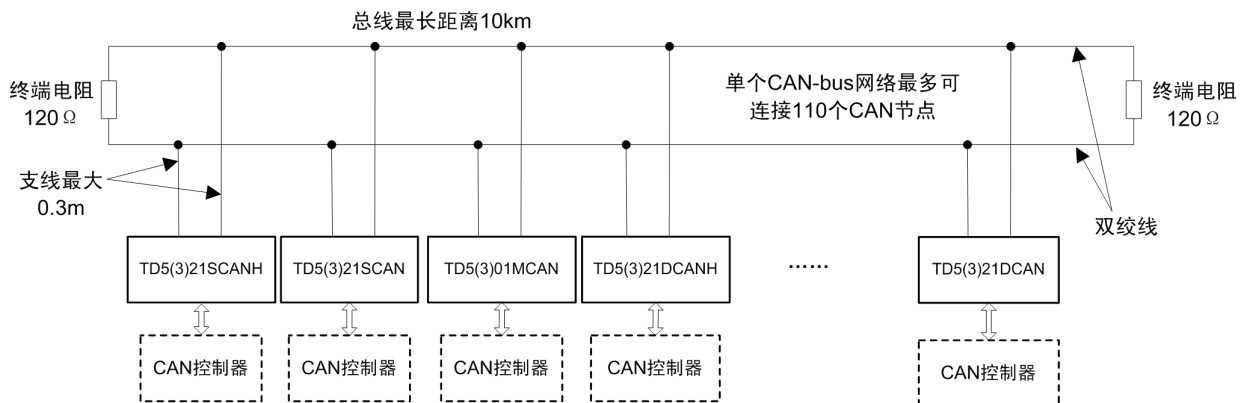 总线最长距离10km
终端电阻
120Ω
单个CAN-bus网络最多可
连接110个CAN节点
终端电阻
120Ω
支线最大
0.3m
双绞线
TD5(3)21SCANH
TD5(3)21SCAN
TD5(3)01MCAN
TD5(3)21DCANH
……
TD5(3)21DCAN
CAN控制器
CAN控制器
CAN控制器
CAN控制器
CAN控制器